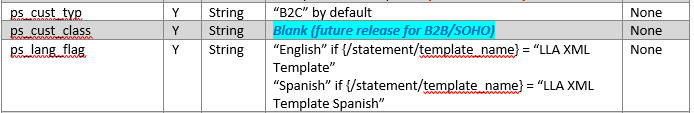 ps_cust_typ Y String “B2C” by default None
ps_cust_class Y String Blank (future release for B2B/SOHO) None
ps_lang_flag Y String “English” if {/statement/template_name} = “LLA XML None
Template”
“Spanish” if {/statement/template_name} = “LLA XML
Template Spanish”